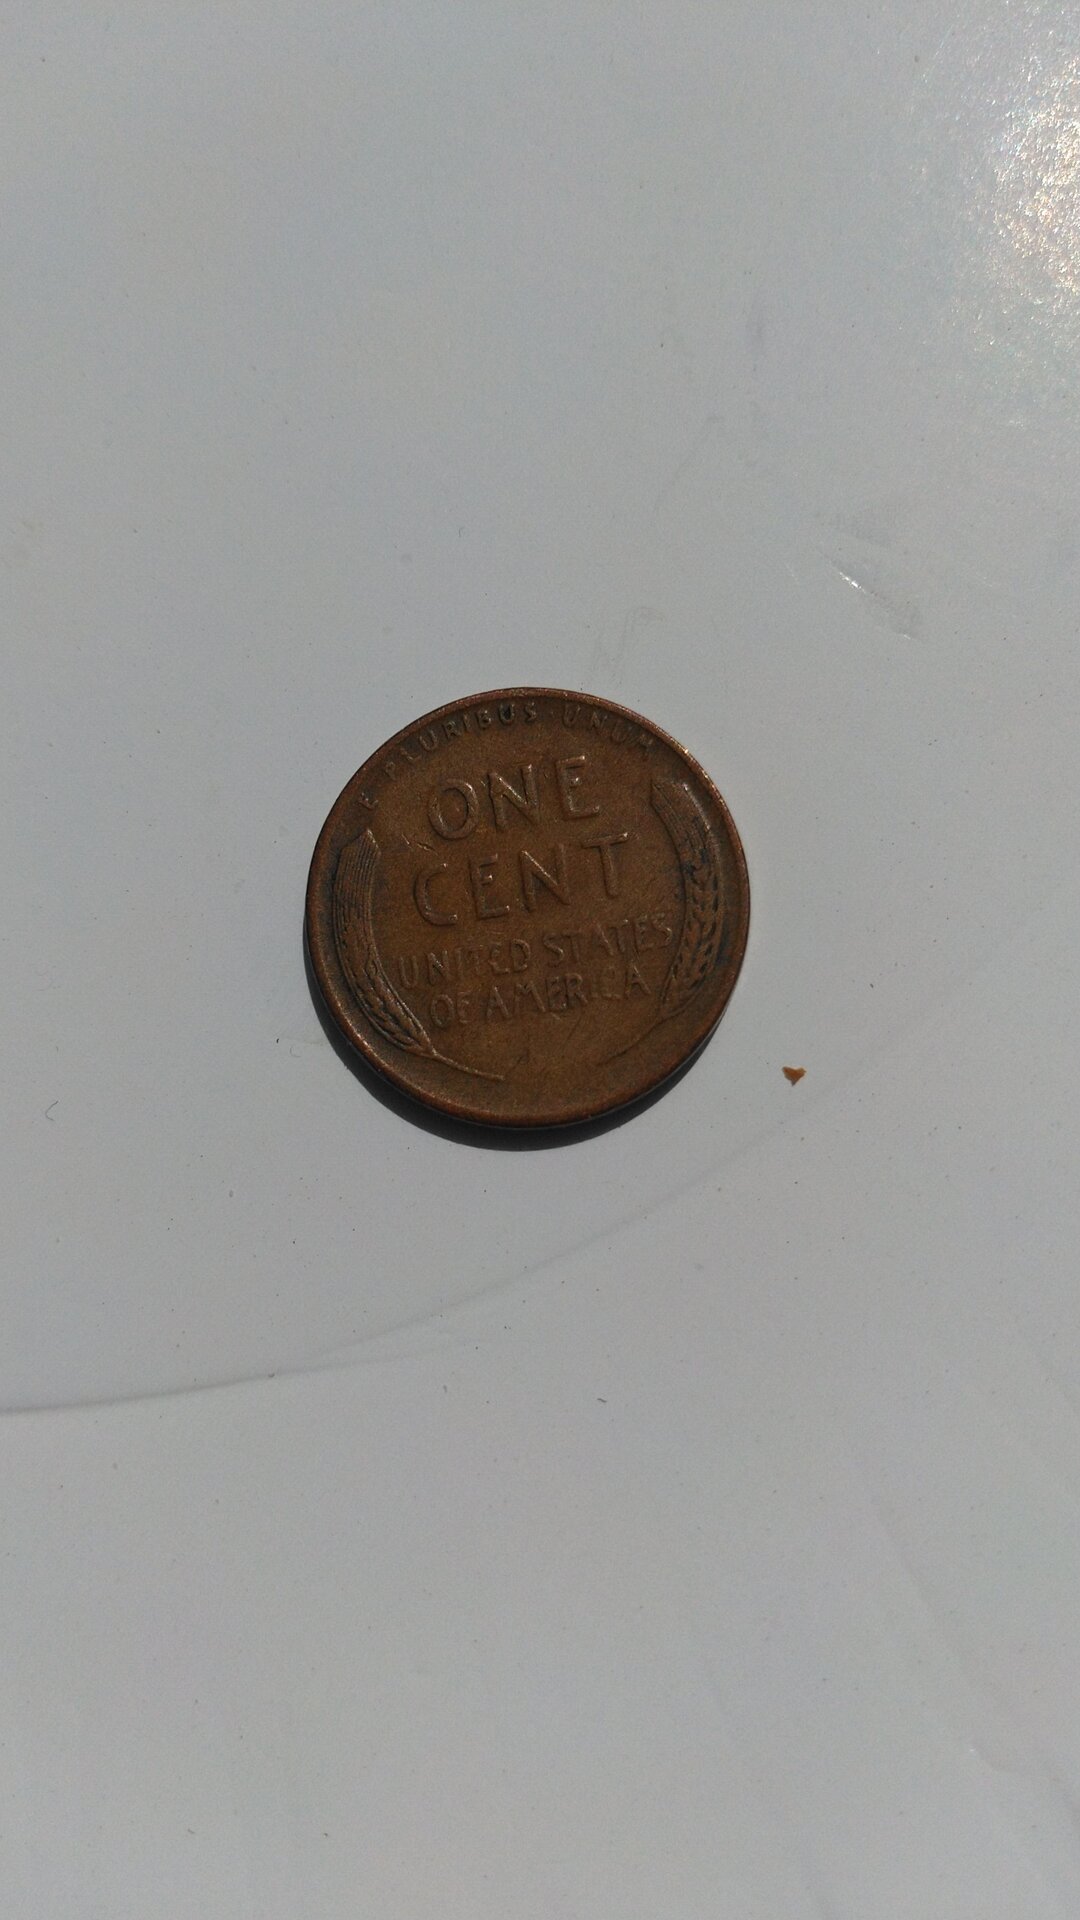 E PLURIBUS UNUM
ONE
CENT
UNITED STATES
OF AMERICA